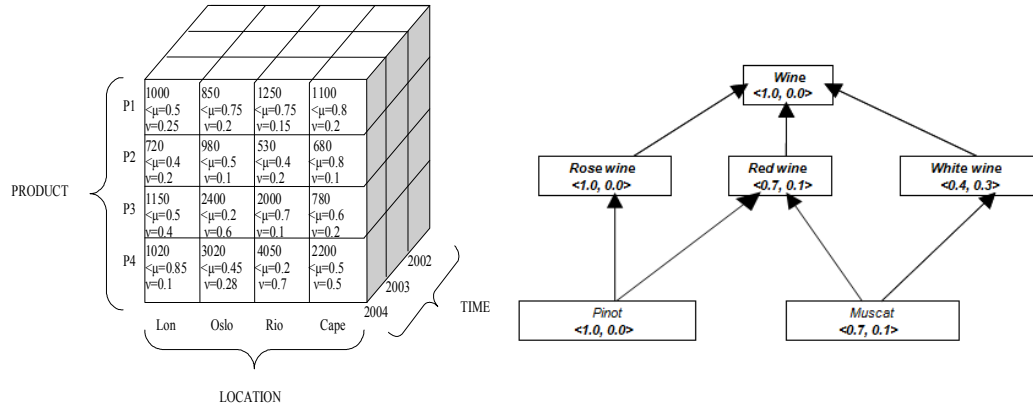 P1
1000
<μ=0.5
ν=0.25
850
<μ=0.75
ν=0.2
1250
<μ=0.75
ν=0.15
1100
<μ=0.8
ν=0.2
P2
720
<μ=0.4
ν=0.2
980
<μ=0.5
ν=0.1
530
<μ=0.4
ν=0.2
680
<μ=0.8
ν=0.1
PRODUCT
P3
1150
<μ=0.5
ν=0.4
2400
<μ=0.2
ν=0.6
2000
<μ=0.7
ν=0.1
780
<μ=0.6
ν=0.2
P4
1020
<μ=0.85
ν=0.1
3020
<μ=0.45
ν=0.28
4050
<μ=0.2
ν=0.7
2200
<μ=0.5
ν=0.5
2002
2003
2004
TIME
Lon
Oslo
Rio
Cape
LOCATION
Wine
<1.0, 0.0>
Rose wine
<1.0, 0.0>
Red wine
<0.7, 0.1>
White wine
<0.4, 0.3>
Pinot
<1.0, 0.0>
Muscat
<0.7, 0.1>